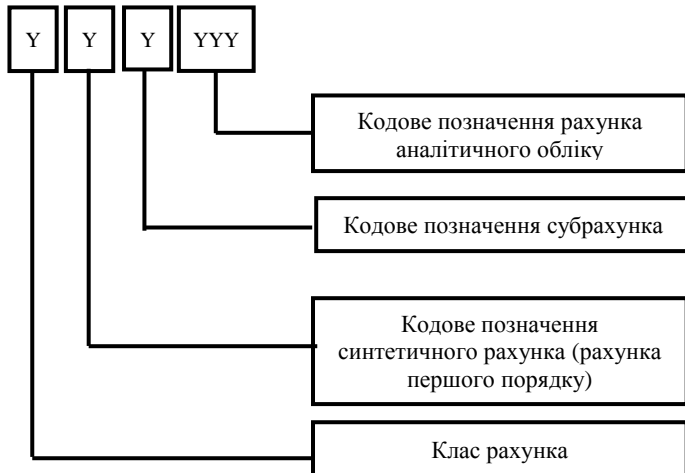 Y Y Y YYY
Кодове позначення рахунка
аналітичного обліку
Кодове позначення субрахунка
Кодове позначення
синтетичного рахунка (рахунка
першого порядку)
Клас рахунка